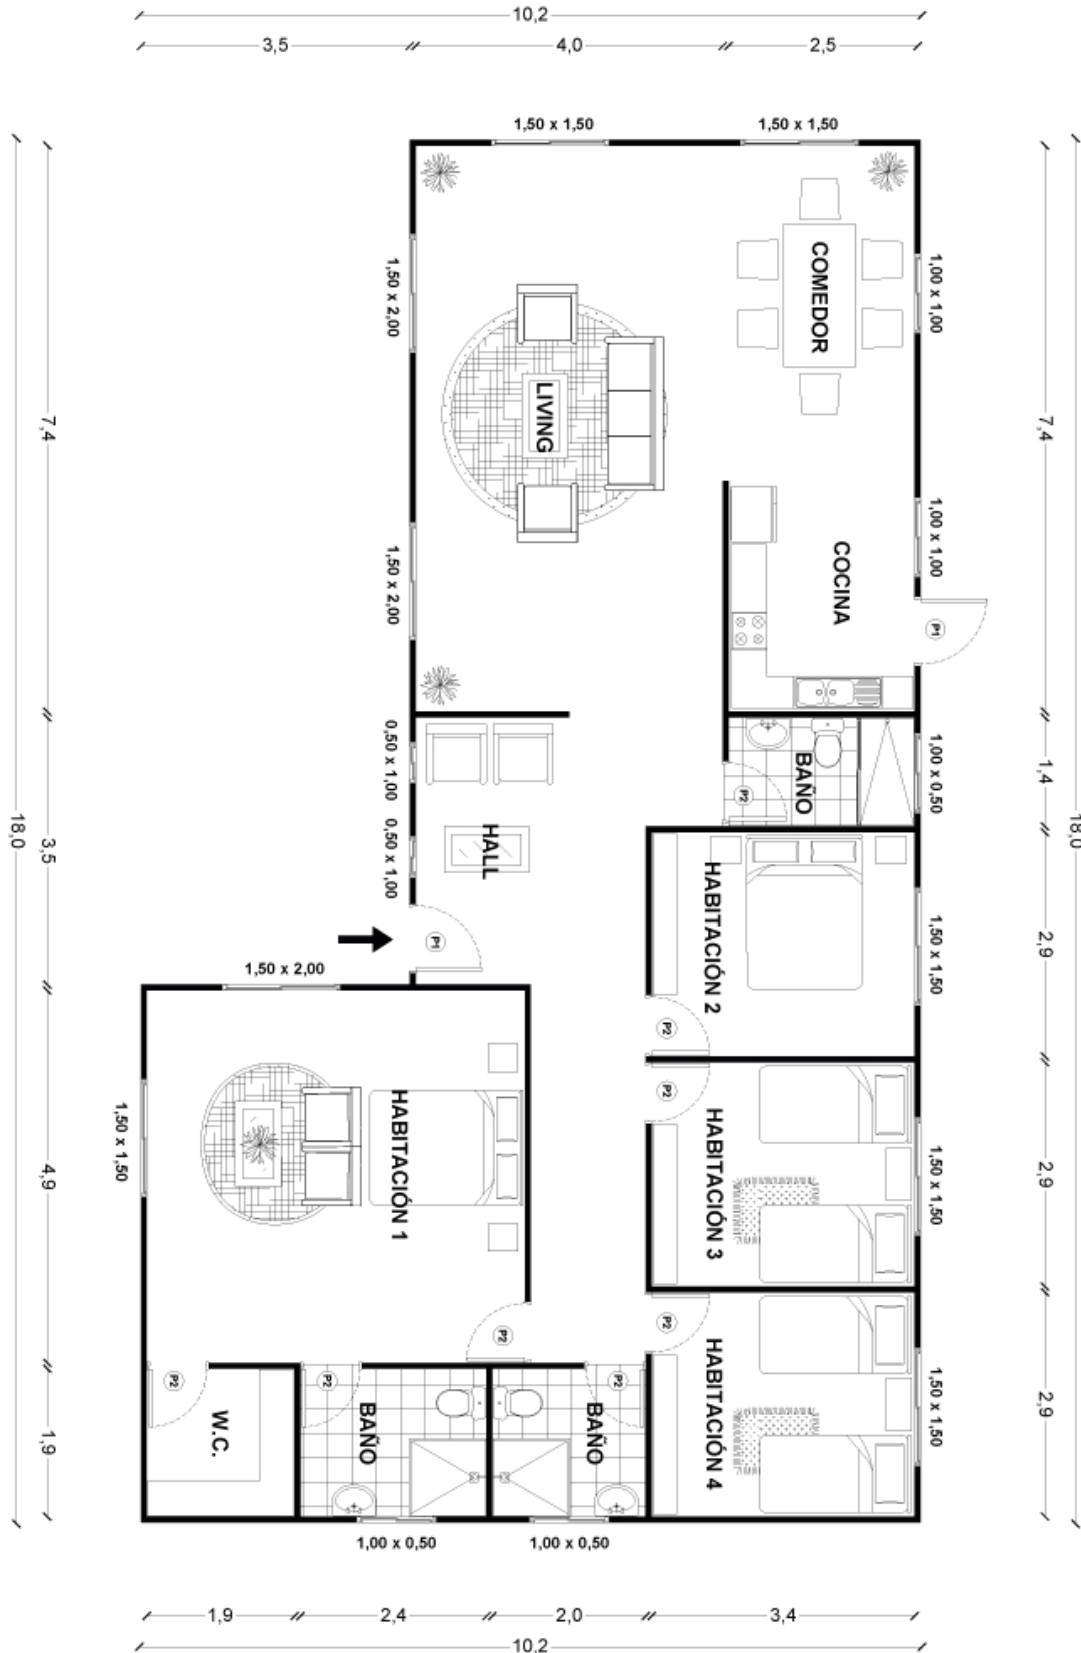 10,2
3,5
4,0
2,5
1,50 x 1,50
1,50 x 1,50
COMEDOR
1,00 x 1,00
1,50 x 2,00
LIVING
7,4
7,4
1,00 x 1,00
1,50 x 2,00
COCINA
P1
0,50 x 1,00
BAÑO
P2
1,00 x 0,50
1,4
18,0
18,0
3,5
0,50 x 1,00
HALL
P1
HABITACIÓN 2
1,50 x 1,50
2,9
1,50 x 2,00
P2
P2
1,50 x 1,50
HABITACIÓN 1
HABITACIÓN 3
1,50 x 1,50
2,9
4,9
P2
P2
HABITACIÓN 4
1,50 x 1,50
2,9
P2
P2
P2
W.C.
BAÑO
BAÑO
1,9
1,00 x 0,50
1,00 x 0,50
1,9
2,4
2,0
3,4
10,2